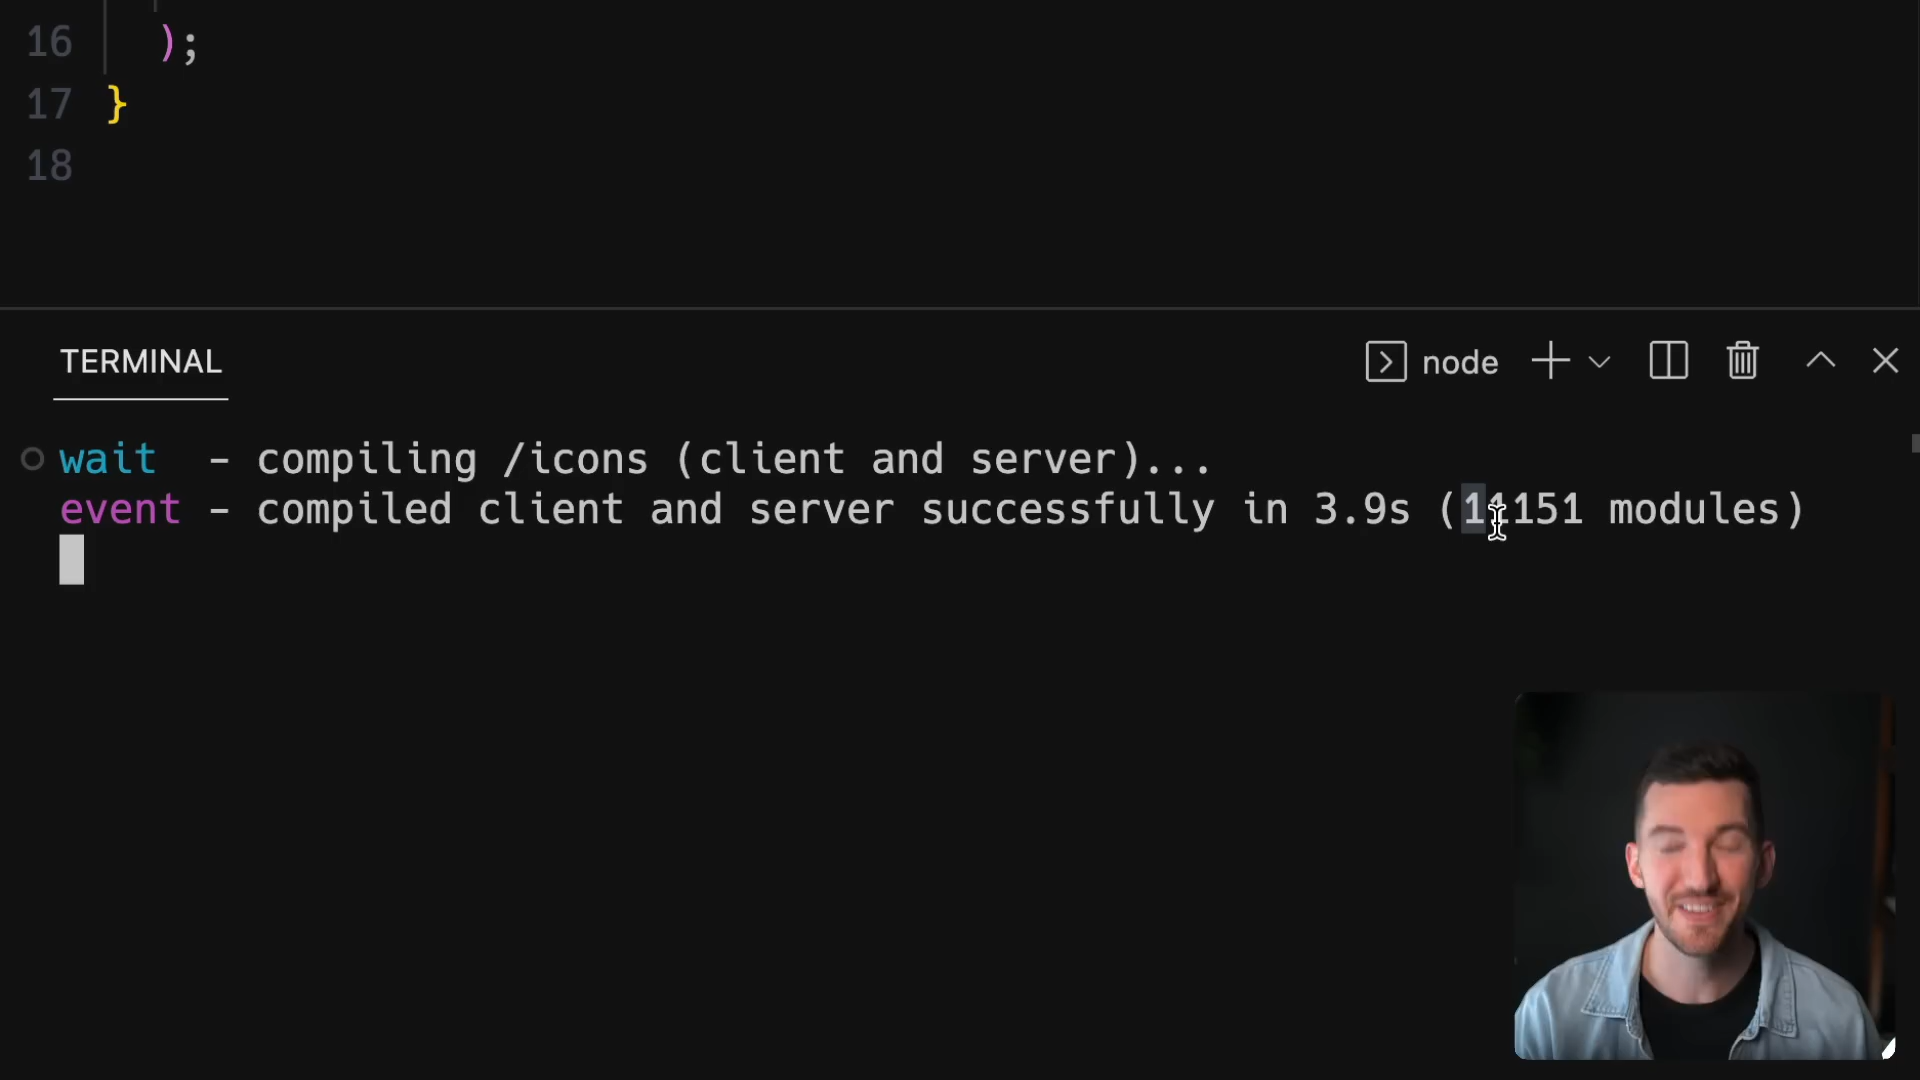 16 );
17 }
18
TERMINAL
node
wait - compiling /icons (client and server)...
event - compiled client and server successfully in 3.9s (11151 modules)